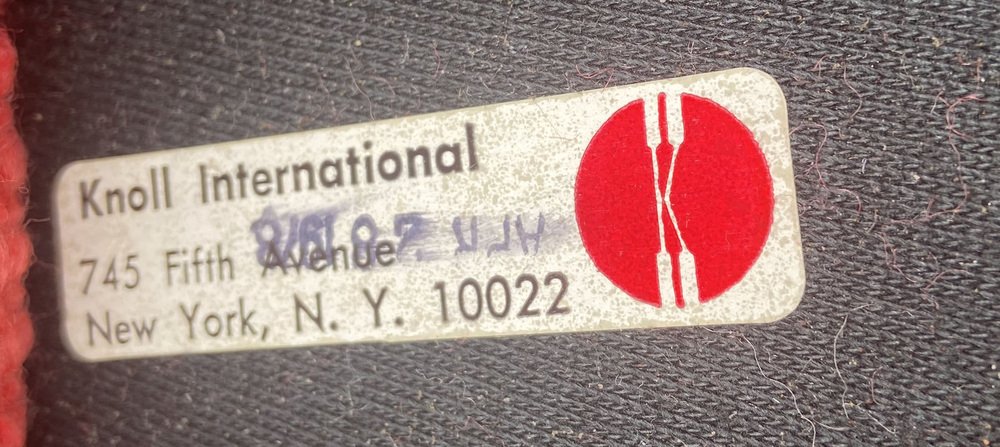 Knoll International
745 Fifth Avenue
New York, N. Y. 10022